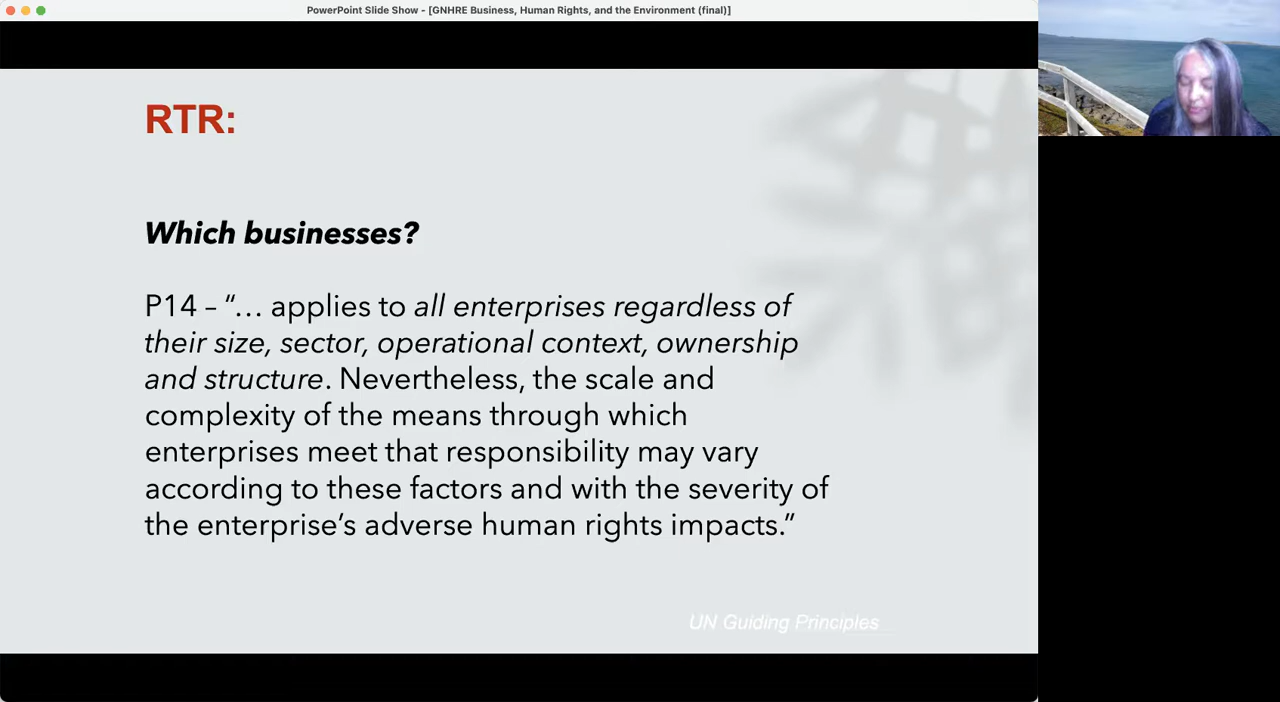 PowerPoint Slide Show - [GNHRE Business, Human Rights, and the Environment (final)]
RTR:
Which businesses?
P14 – “… applies to all enterprises regardless of
their size, sector, operational context, ownership
and structure. Nevertheless, the scale and
complexity of the means through which
enterprises meet that responsibility may vary
according to these factors and with the severity of
the enterprise’s adverse human rights impacts.”
UN Guiding Principles